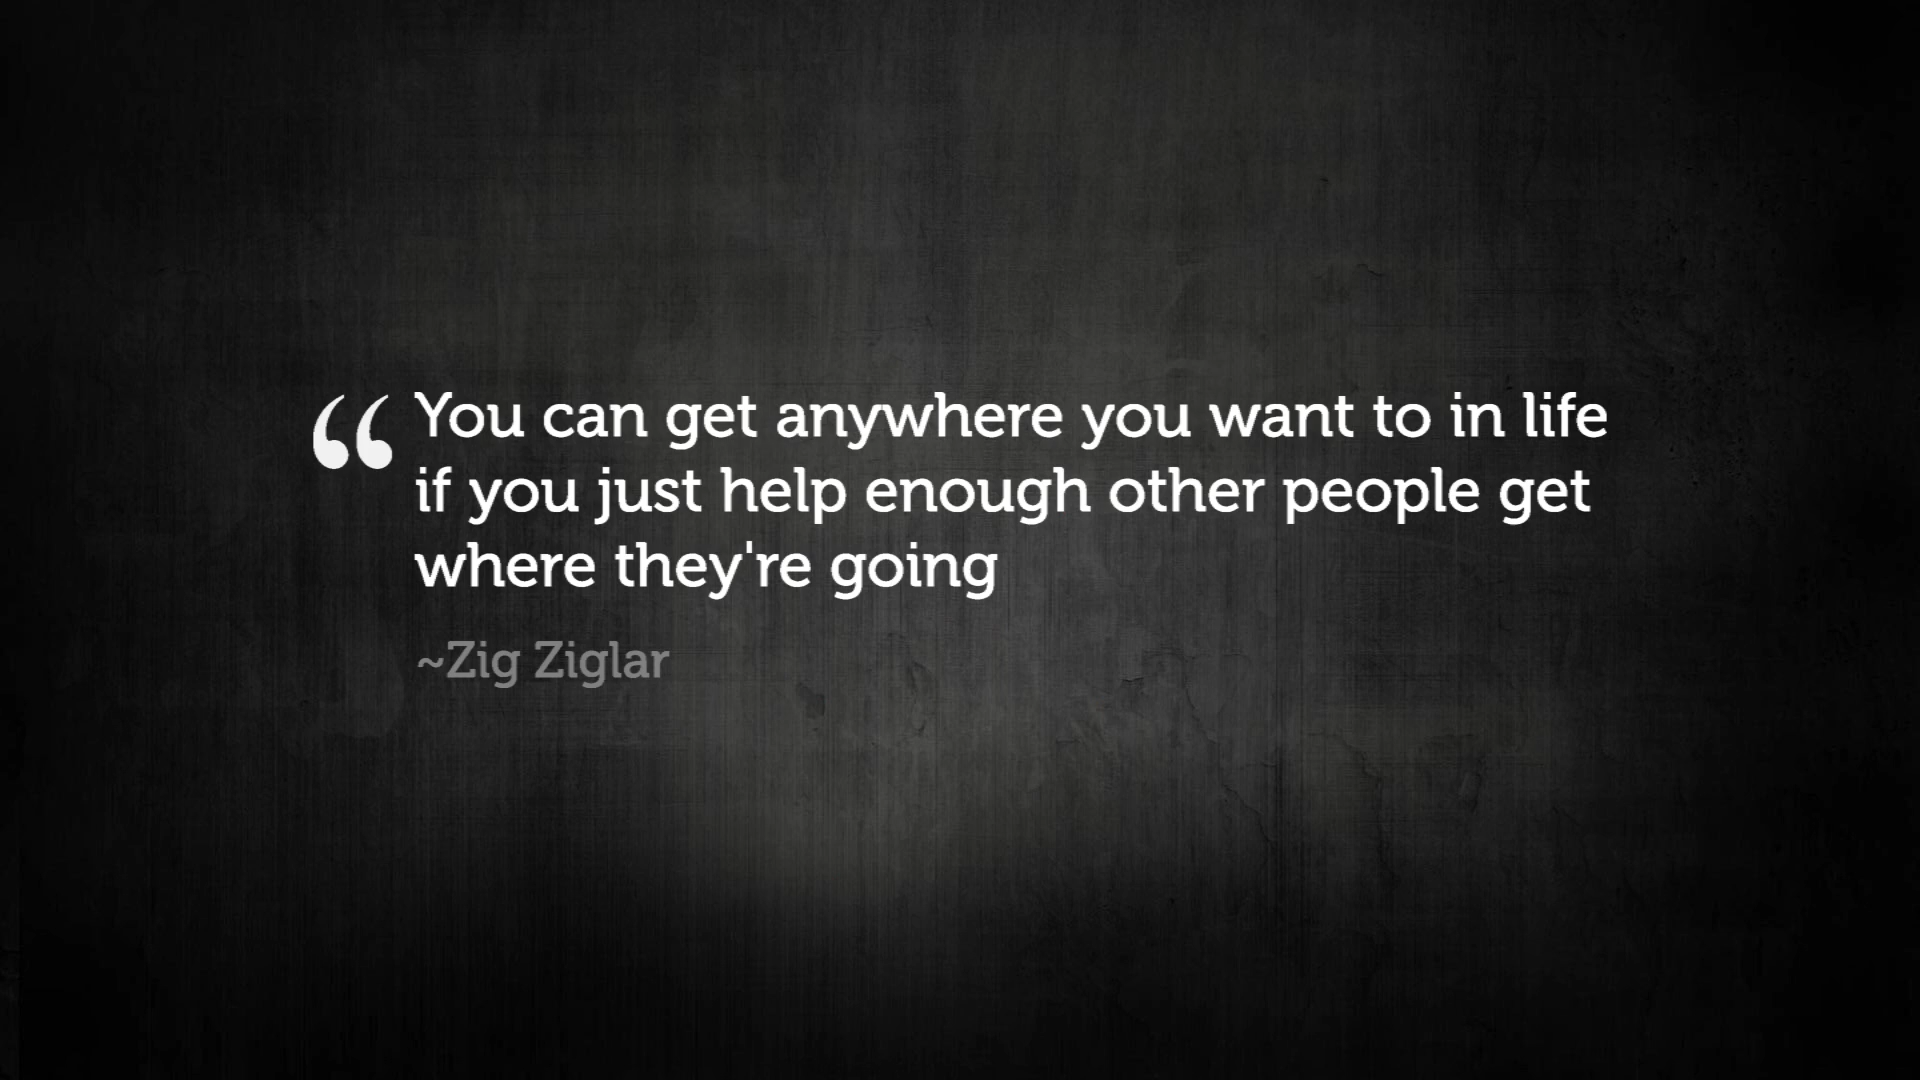 “ You can get anywhere you want to in life
if you just help enough other people get
where they're going
~Zig Ziglar